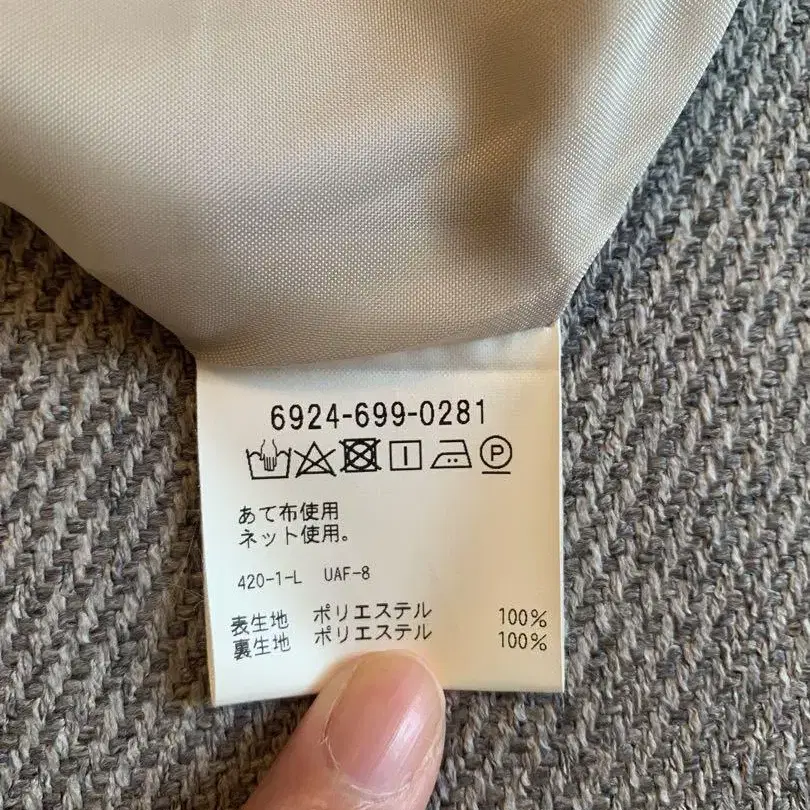 6924-699-0281
P
あて布使用
ネット使用。
420-1-L UAF-8
表生地 ポリエステル 100%
裏生地 ポリエステル 100%